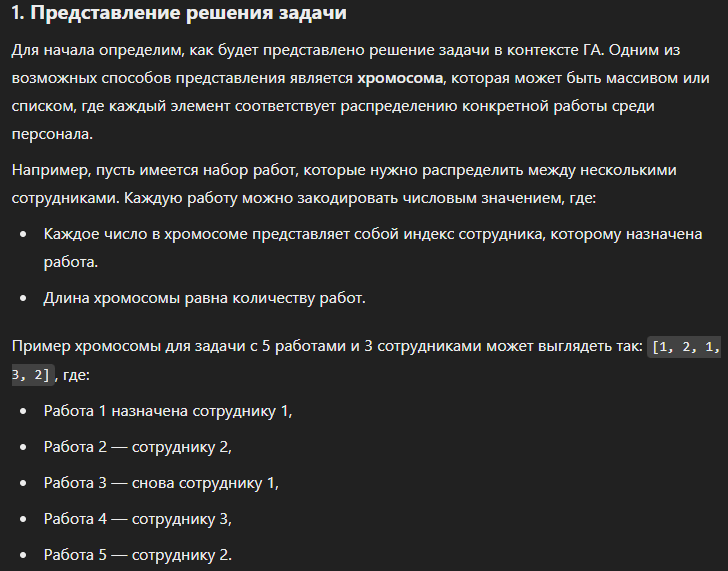 1. Представление решения задачи
Для начала определим, как будет представлено решение задачи в контексте ГА. Одним из
возможных способов представления является хромосома, которая может быть массивом или
списком, где каждый элемент соответствует распределению конкретной работы среди
персонала.
Например, пусть имеется набор работ, которые нужно распределить между несколькими
сотрудниками. Каждую работу можно закодировать числовым значением, где:
• Каждое число в хромосоме представляет собой индекс сотрудника, которому назначена
работа.
• Длина хромосомы равна количеству работ.
Пример хромосомы для задачи с 5 работами и 3 сотрудниками может выглядеть так: [1, 2, 1,
3, 2], где:
• Работа 1 назначена сотруднику 1,
• Работа 2 — сотруднику 2,
• Работа 3 — снова сотруднику 1,
• Работа 4 — сотруднику 3,
• Работа 5 — сотруднику 2.